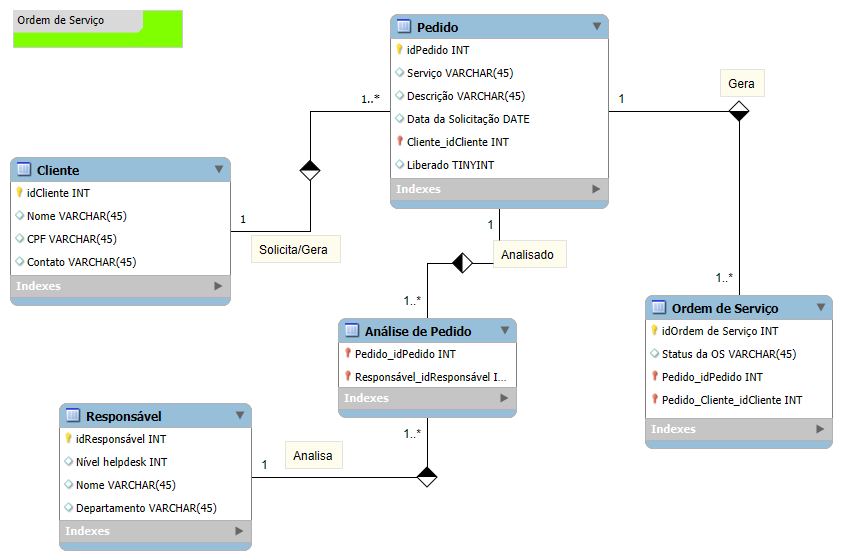 Ordem de Serviço
Pedido
idPedido INT
Serviço VARCHAR(45)
Descrição VARCHAR(45)
Data da Solicitação DATE
Cliente_idCliente INT
Liberado TINYINT
Indexes
1..*
1
Gera
Cliente
idCliente INT
Nome VARCHAR(45)
CPF VARCHAR(45)
Contato VARCHAR(45)
Indexes
1
Solicita/Gera
1
Analisado
1..*
1..*
Ordem de Serviço
idOrdem de Serviço INT
Status da OS VARCHAR(45)
Pedido_idPedido INT
Pedido_Cliente_idCliente INT
Indexes
Análise de Pedido
Pedido_idPedido INT
Responsável_idResponsável I...
Indexes
1..*
Responsável
idResponsável INT
Nível helpdesk INT
Nome VARCHAR(45)
Departamento VARCHAR(45)
Indexes
1
Analisa